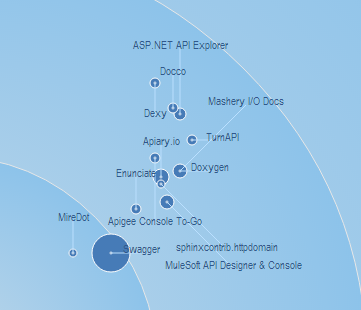 ASP.NET API Explorer
Docco
Mashery I/O Docs
Dexy
TurnAPI
Apiary.io
Doxygen
Enunciate
MireDot
Apigee Console To-Go
Swagger
sphinxcontrib.httpdomain
MuleSoft API Designer & Console